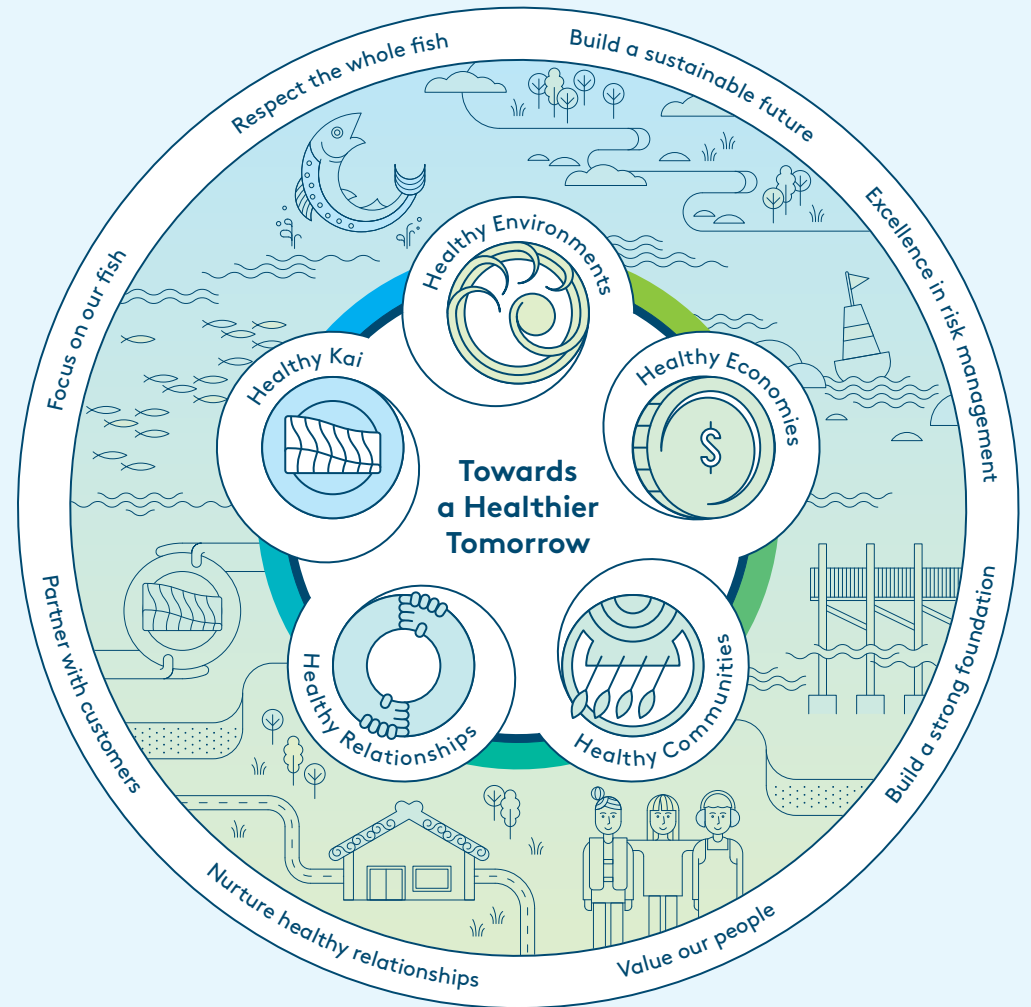 Respect the whole fish
Build a sustainable future
Excellence in risk management
Build a strong foundation
Value our people
Nurture healthy relationships
Partner with customers
Focus on our fish
Healthy Environments
Healthy Economies
Healthy Communities
Healthy Relationships
Healthy Kai
$
Towards
a Healthier
Tomorrow